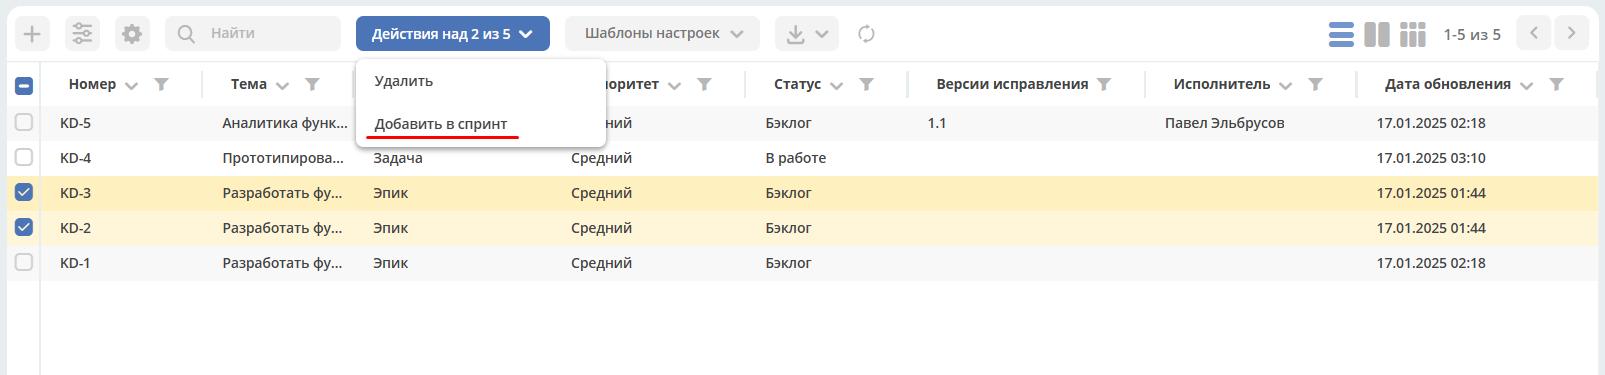 Найти Действия над 2 из 5 Шаблоны настроек 1-5 из 5
Удалить
Добавить в спринт
Номер Тема Статус Версии исправления Исполнитель Дата обновления
KD-5 Аналитика функ... Бэклог 1.1 Павел Эльбрусов 17.01.2025 02:18
KD-4 Прототипирова... Задача Средний В работе 17.01.2025 03:10
KD-3 Разработать фу... Эпик Средний Бэклог 17.01.2025 01:44
KD-2 Разработать фу... Эпик Средний Бэклог 17.01.2025 01:44
KD-1 Разработать фу... Эпик Средний Бэклог 17.01.2025 02:18